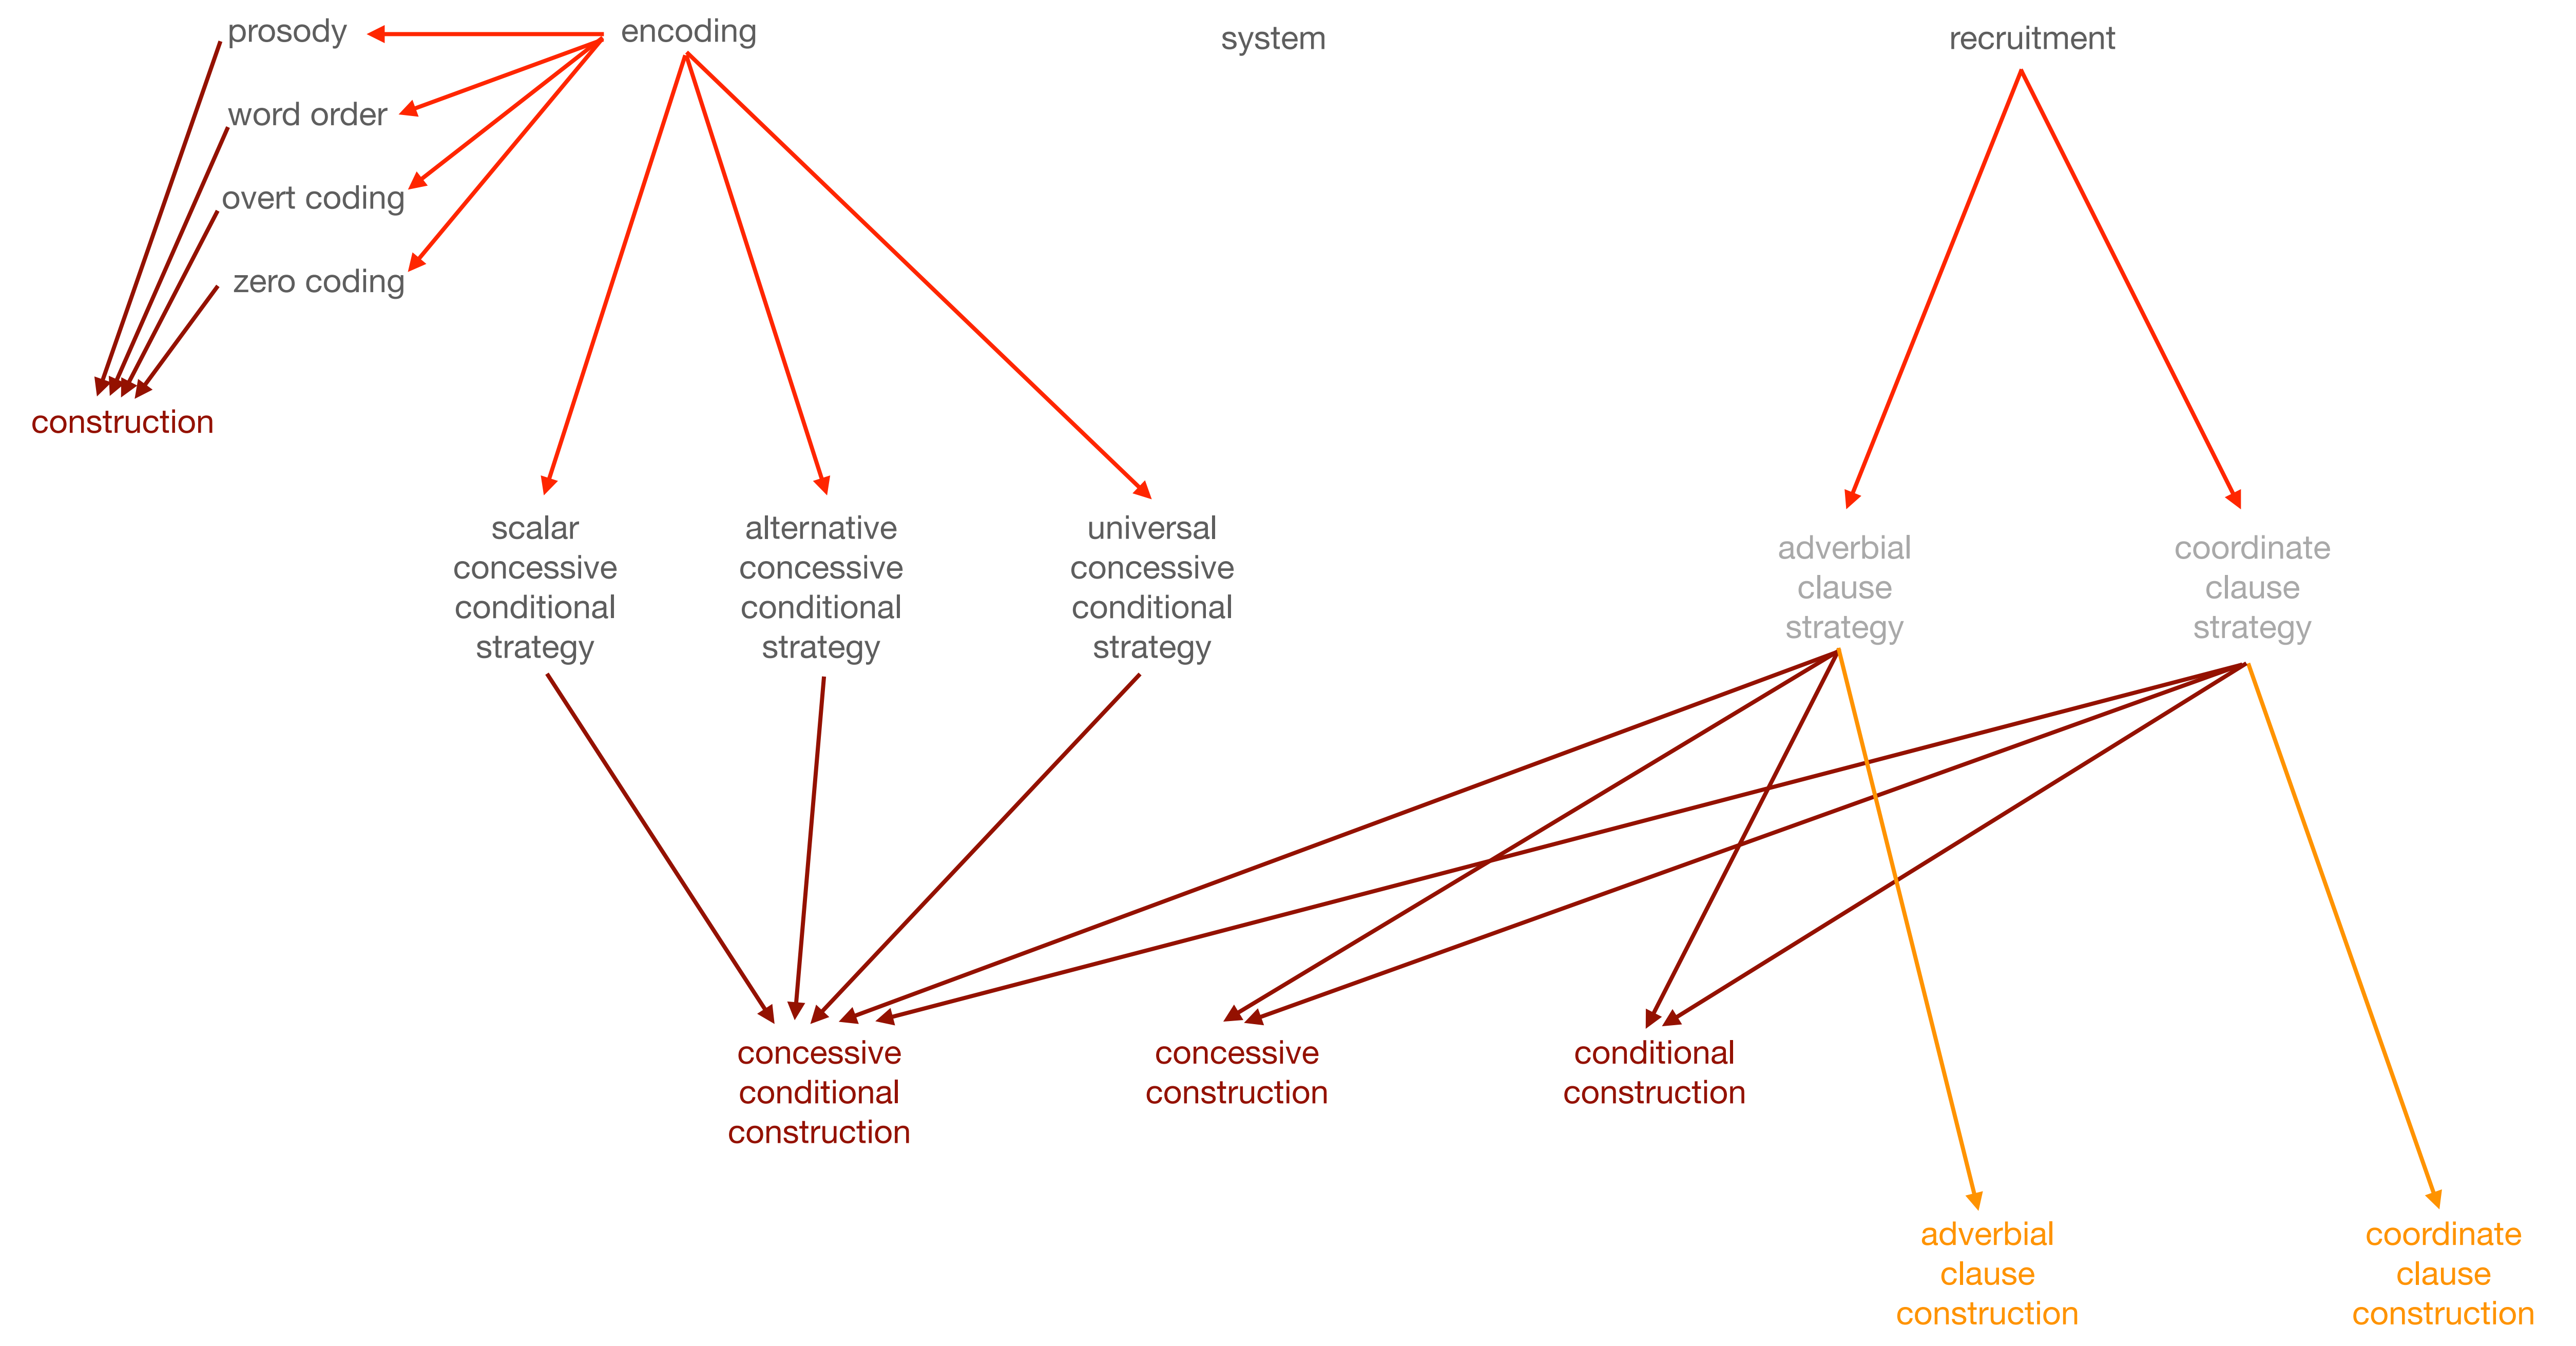 prosody
encoding
system
recruitment
word order
overt coding
zero coding
construction
scalar
concessive
conditional
strategy
alternative
concessive
conditional
strategy
universal
concessive
conditional
strategy
adverbial
clause
strategy
coordinate
clause
strategy
concessive
conditional
construction
concessive
construction
conditional
construction
adverbial
clause
construction
coordinate
clause
construction